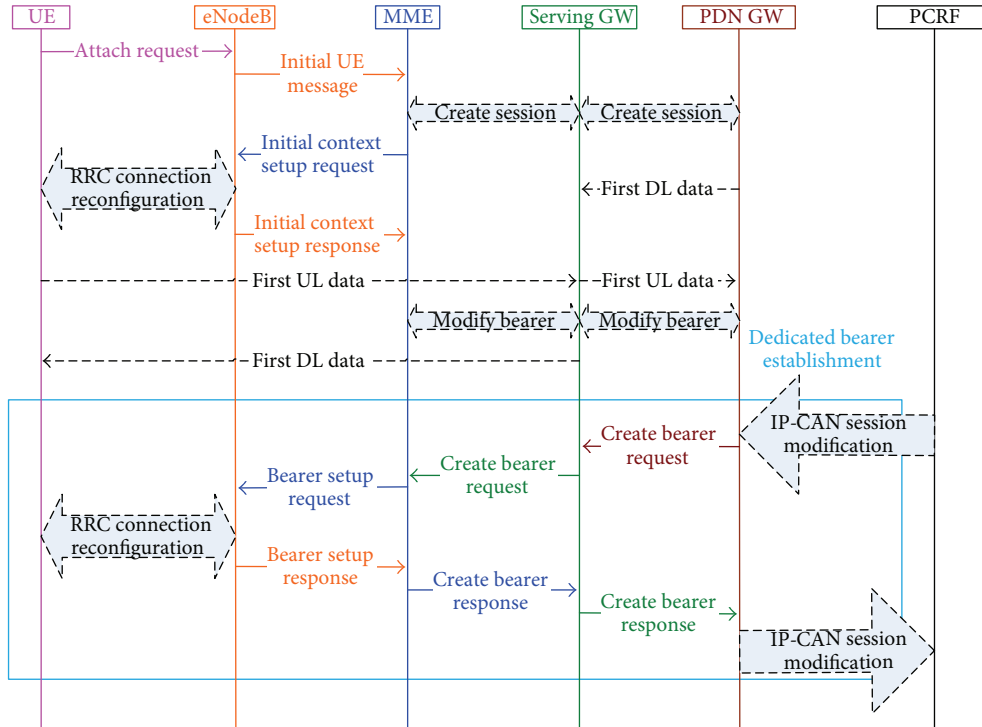 UE
eNodeB
MME
Serving GW
PDN GW
PCRF
Attach request
Initial UE
message
Create session
Create session
Initial context
setup request
RRC connection
reconfiguration
First DL data
Initial context
setup response
First UL data
First UL data
Modify bearer
Modify bearer
First DL data
Dedicated bearer
establishment
IP-CAN session
modification
Create bearer
request
Create bearer
request
Bearer setup
request
RRC connection
reconfiguration
Bearer setup
response
Create bearer
response
Create bearer
response
IP-CAN session
modification